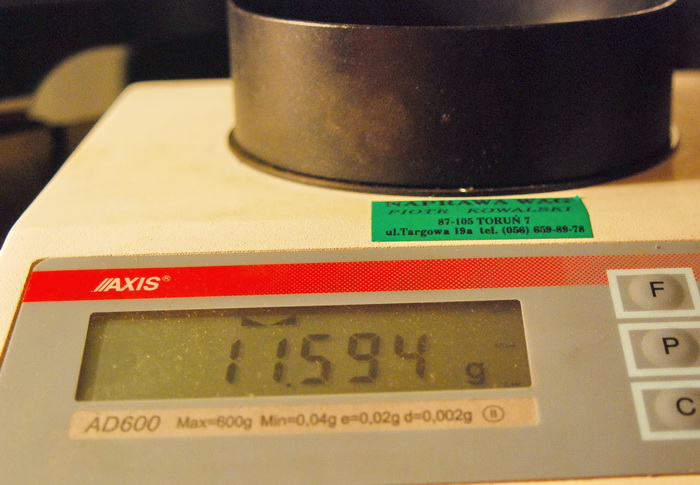 NAPRAWA WAG
PIOTR KOWALSKI
87-105 TORUŃ 7
ul.Targowa 19a tel. (056) 659-89-78
AXIS®
F
11.594 g
P
AD600 Max=600g Min=0,04g e=0,02g d=0,002g II
C